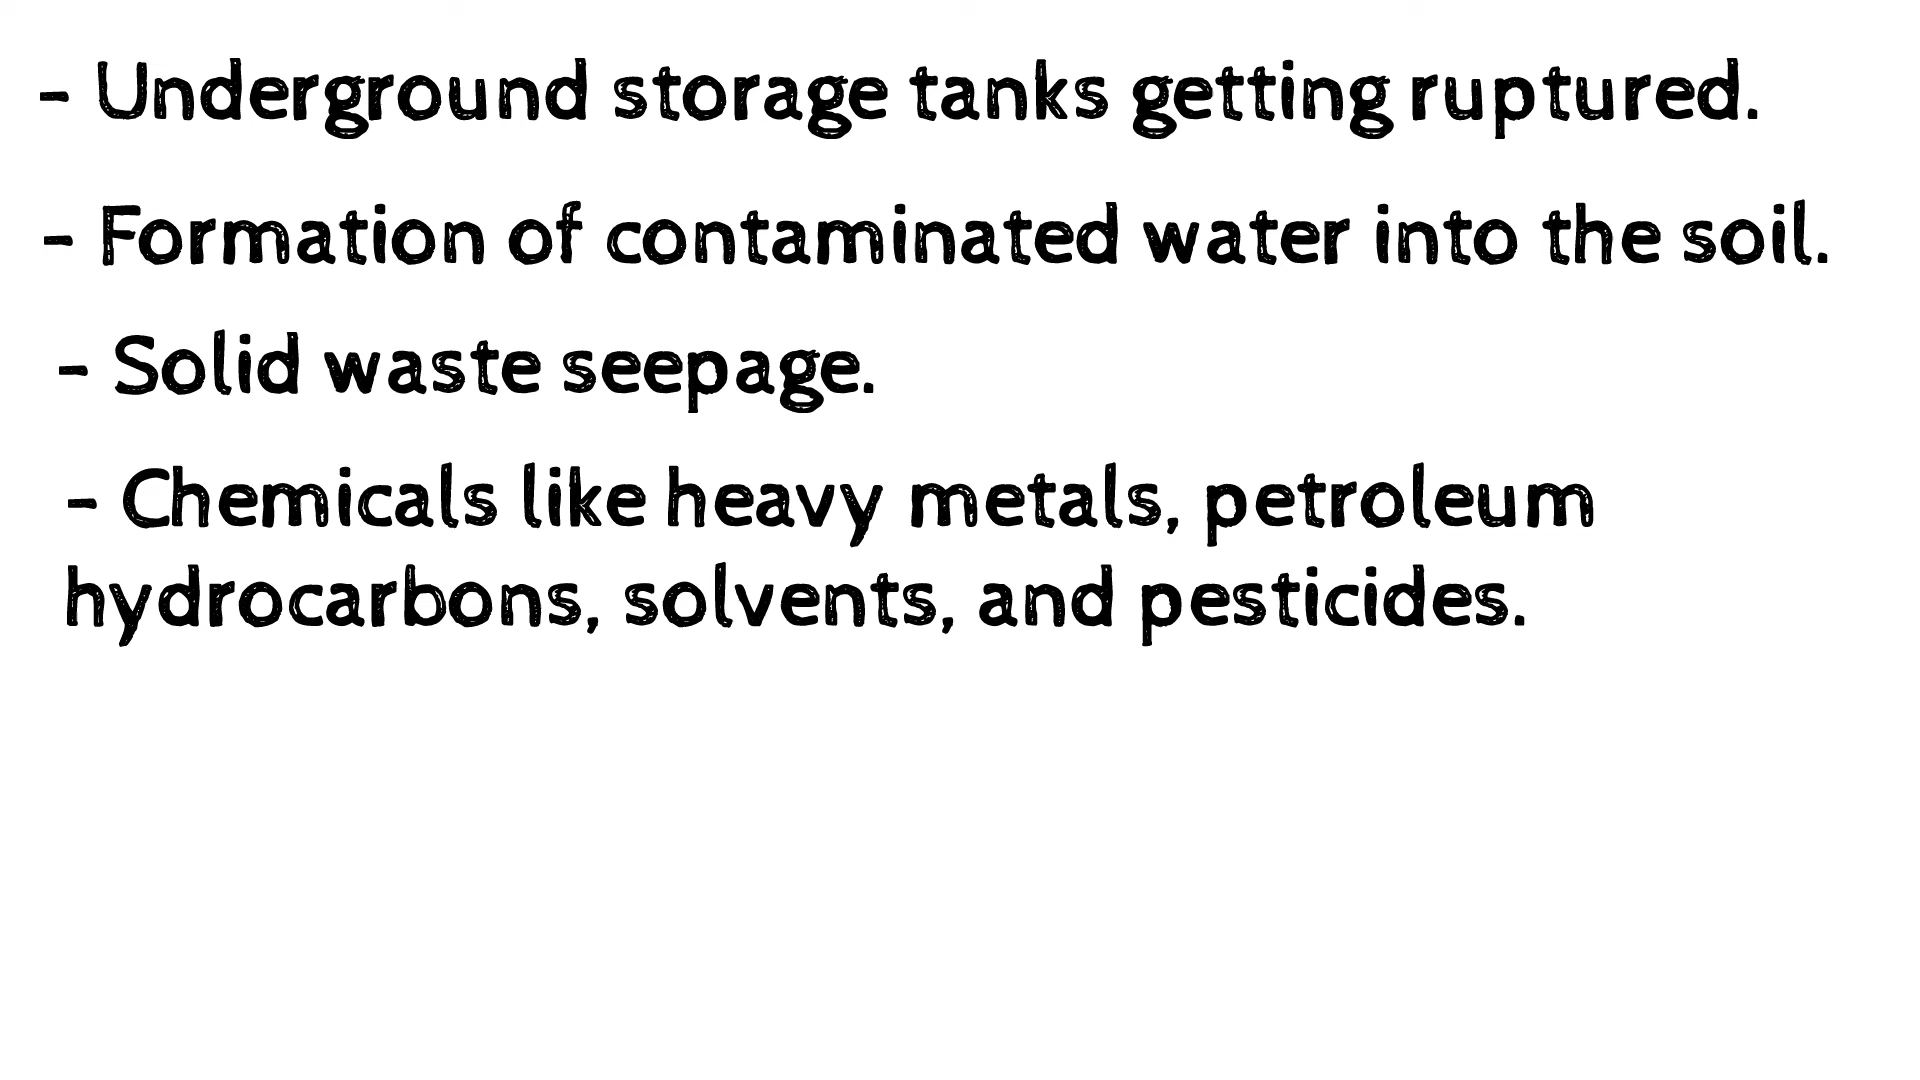 - Underground storage tanks getting ruptured.
- Formation of contaminated water into the soil.
- Solid waste seepage.
- Chemicals like heavy metals, petroleum
hydrocarbons, solvents, and pesticides.